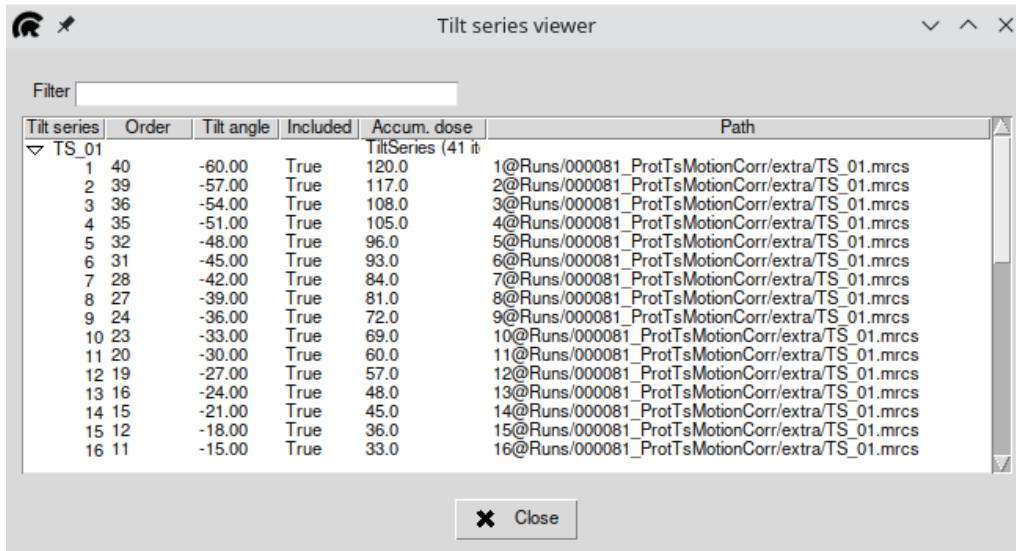 Tilt series viewer
Filter
Tilt series Order Tilt angle Included Accum. dose Path
TS_01 TiltSeries (41 it
1 40 -60.00 True 120.0 1@Runs/000081_ProtTsMotionCorr/extra/TS_01.mrcs
2 39 -57.00 True 117.0 2@Runs/000081_ProtTsMotionCorr/extra/TS_01.mrcs
3 36 -54.00 True 108.0 3@Runs/000081_ProtTsMotionCorr/extra/TS_01.mrcs
4 35 -51.00 True 105.0 4@Runs/000081_ProtTsMotionCorr/extra/TS_01.mrcs
5 32 -48.00 True 96.0 5@Runs/000081_ProtTsMotionCorr/extra/TS_01.mrcs
6 31 -45.00 True 93.0 6@Runs/000081_ProtTsMotionCorr/extra/TS_01.mrcs
7 28 -42.00 True 84.0 7@Runs/000081_ProtTsMotionCorr/extra/TS_01.mrcs
8 27 -39.00 True 81.0 8@Runs/000081_ProtTsMotionCorr/extra/TS_01.mrcs
9 24 -36.00 True 72.0 9@Runs/000081_ProtTsMotionCorr/extra/TS_01.mrcs
10 23 -33.00 True 69.0 10@Runs/000081_ProtTsMotionCorr/extra/TS_01.mrcs
11 20 -30.00 True 60.0 11@Runs/000081_ProtTsMotionCorr/extra/TS_01.mrcs
12 19 -27.00 True 57.0 12@Runs/000081_ProtTsMotionCorr/extra/TS_01.mrcs
13 16 -24.00 True 48.0 13@Runs/000081_ProtTsMotionCorr/extra/TS_01.mrcs
14 15 -21.00 True 45.0 14@Runs/000081_ProtTsMotionCorr/extra/TS_01.mrcs
15 12 -18.00 True 36.0 15@Runs/000081_ProtTsMotionCorr/extra/TS_01.mrcs
16 11 -15.00 True 33.0 16@Runs/000081_ProtTsMotionCorr/extra/TS_01.mrcs
Close